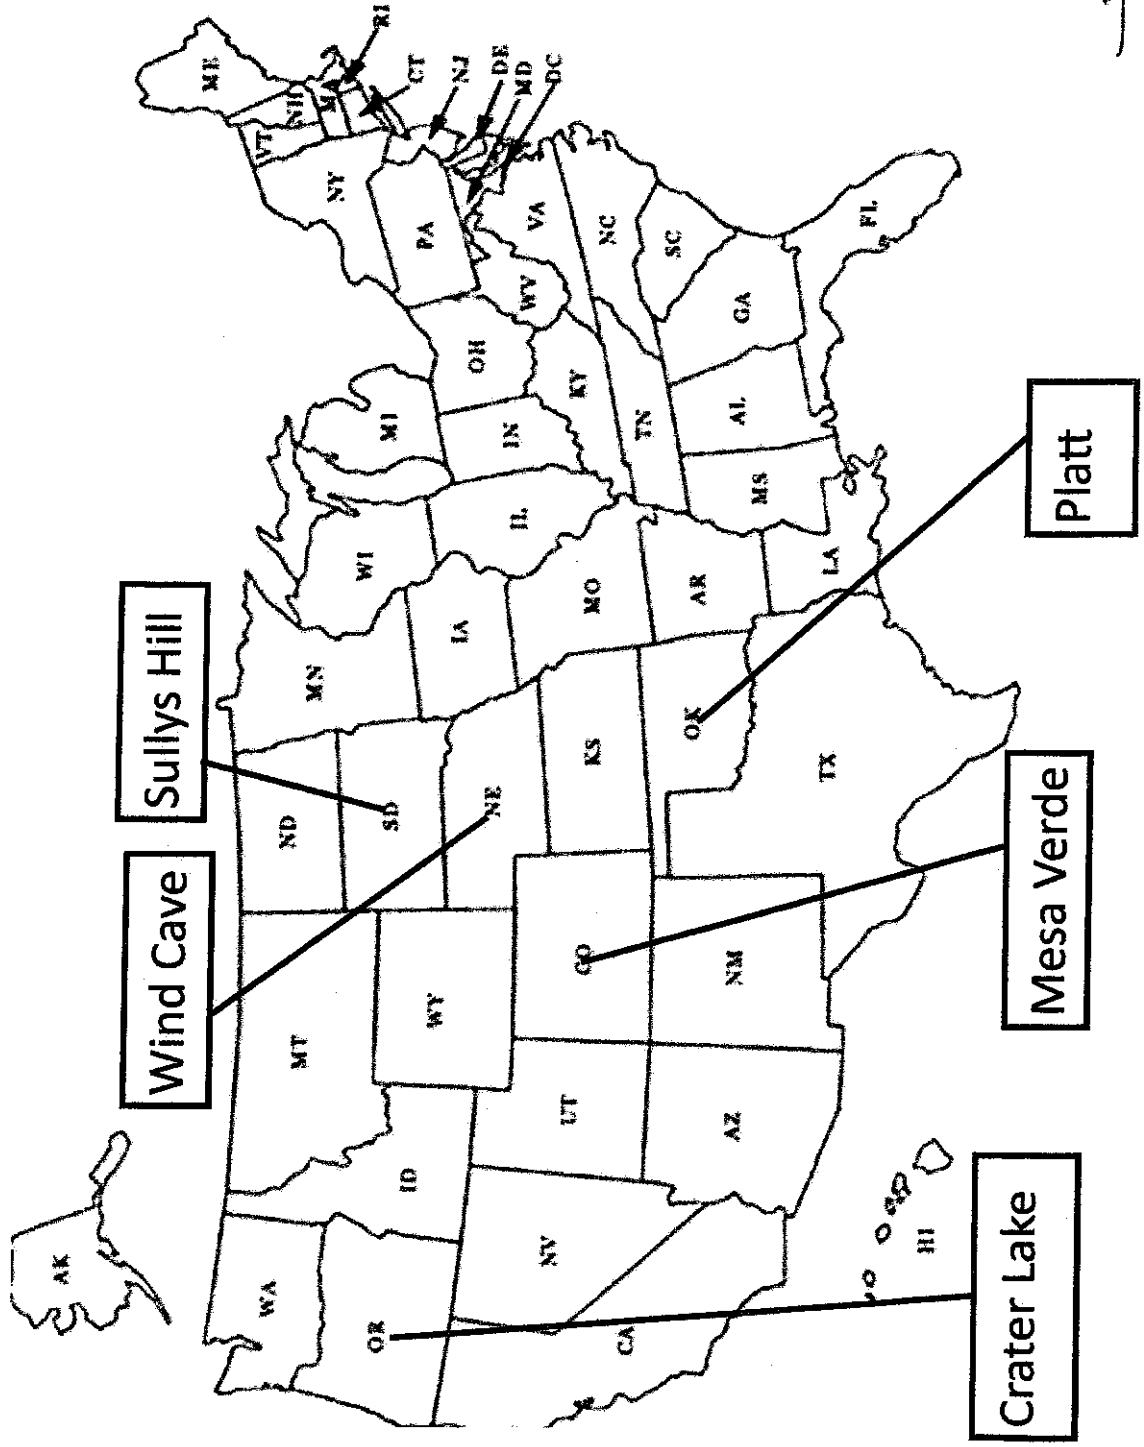 AK
Wind Cave
Sullys Hill
WA
MT
ND
MN
ME
VT
NH
MA
RI
OR
ID
WY
SD
WI
MI
NY
CT
NJ
DE
MD
DC
NV
UT
CO
NE
IA
IL
IN
OH
PA
WV
VA
CA
AZ
NM
KS
MO
KY
TN
NC
SC
OK
AR
TX
LA
MS
AL
GA
FL
HI
Crater Lake
Mesa Verde
Platt